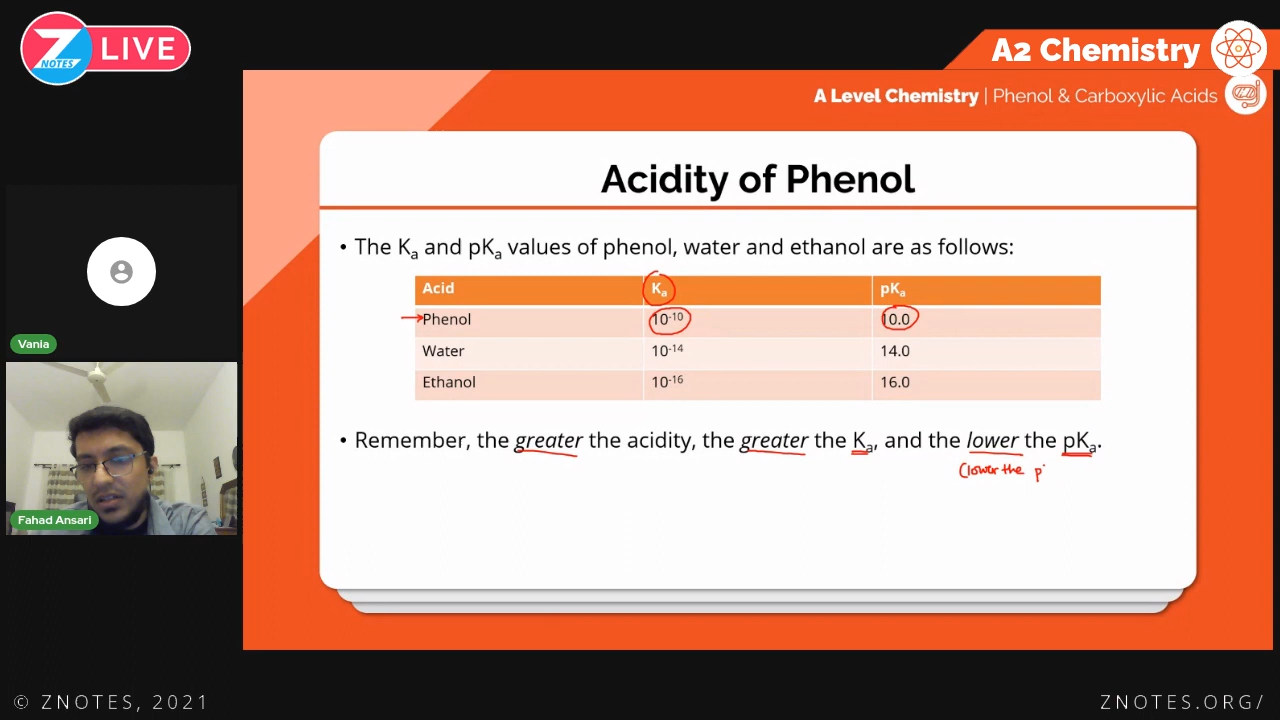 Z NOTES LIVE
A2 Chemistry
A Level Chemistry | Phenol & Carboxylic Acids
Acidity of Phenol
• The Ka and pKa values of phenol, water and ethanol are as follows:
Acid Ka pKa
Phenol 10-10 10.0
Water 10-14 14.0
Ethanol 10-16 16.0
• Remember, the greater the acidity, the greater the Ka, and the lower the pKa.
(lower the p
Vania
Fahad Ansari
© ZNOTES, 2021
ZNOTES.ORG/